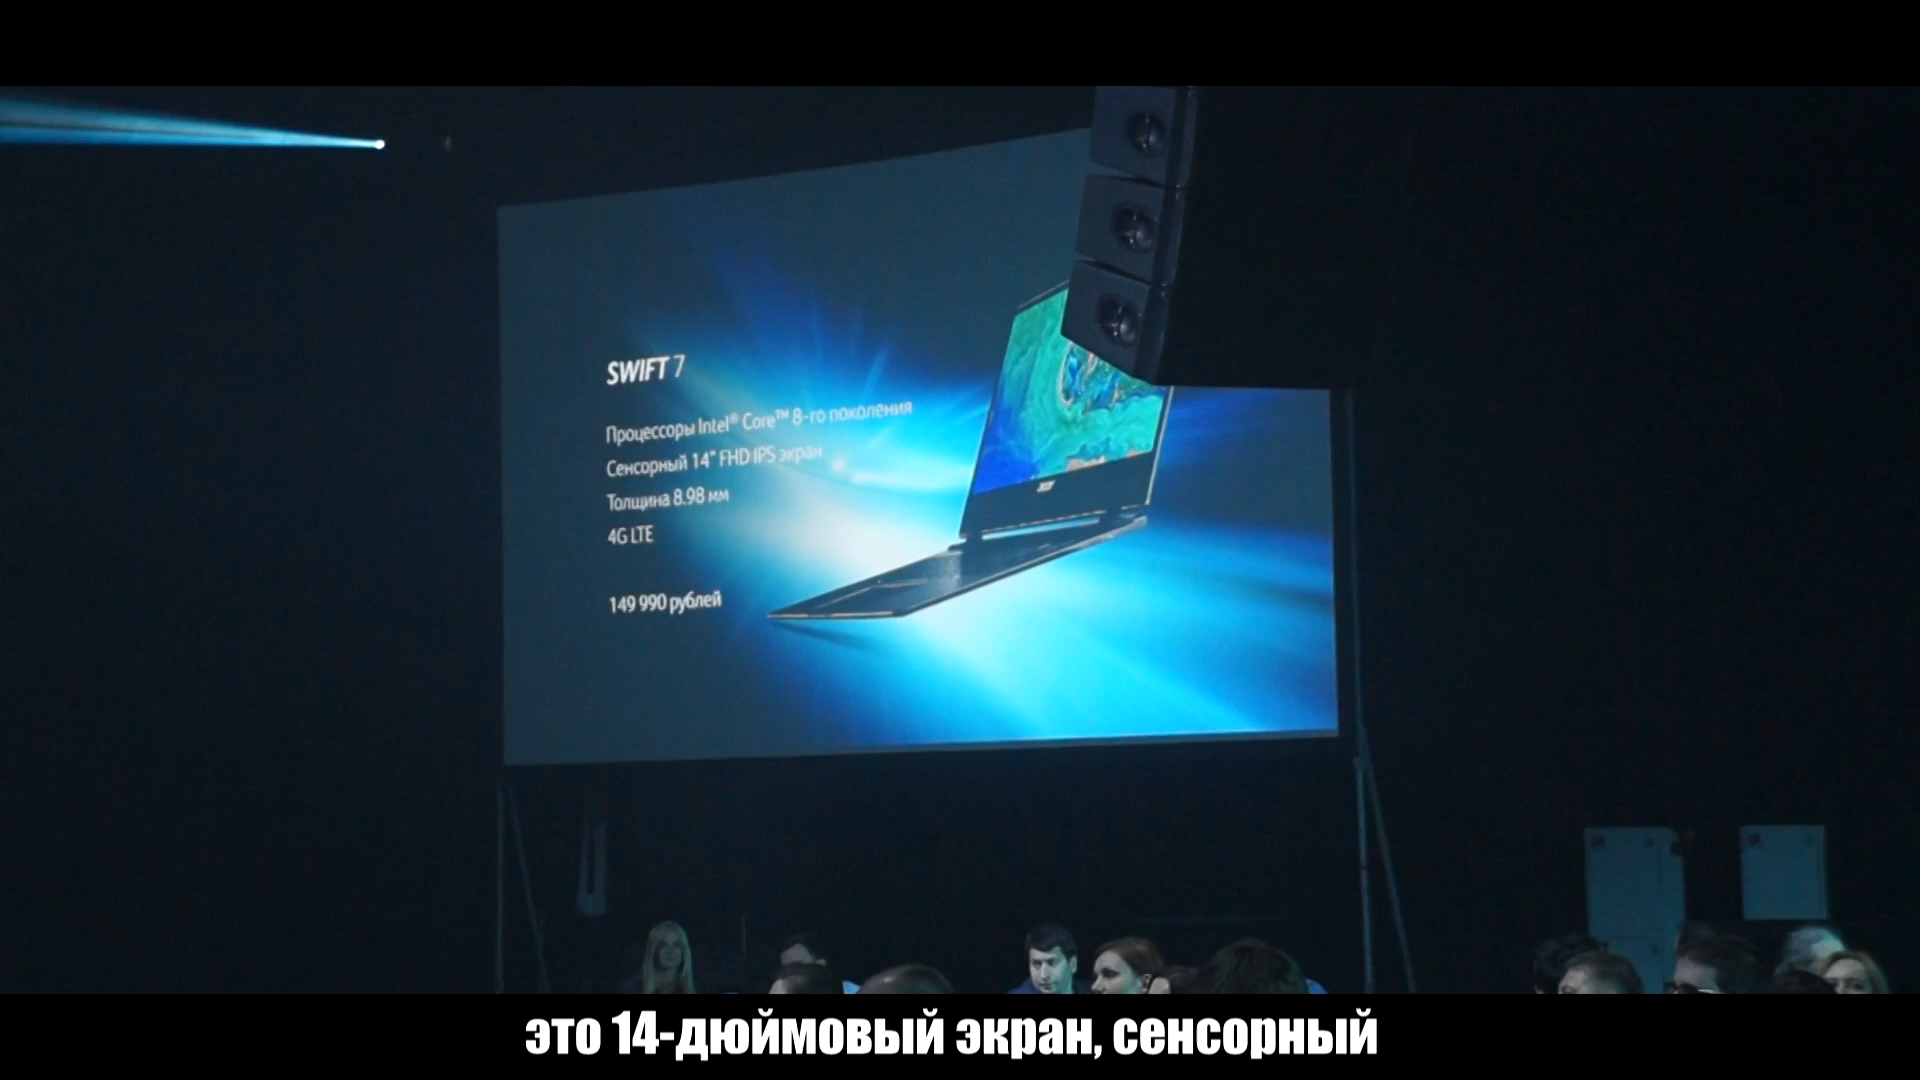 SWIFT 7
Процессоры Intel® Core™ 8-го поколения
Сенсорный 14" FHD IPS экран
Толщина 8.98 мм
4G LTE
149 990 рублей
acer
это 14-дюймовый экран, сенсорный